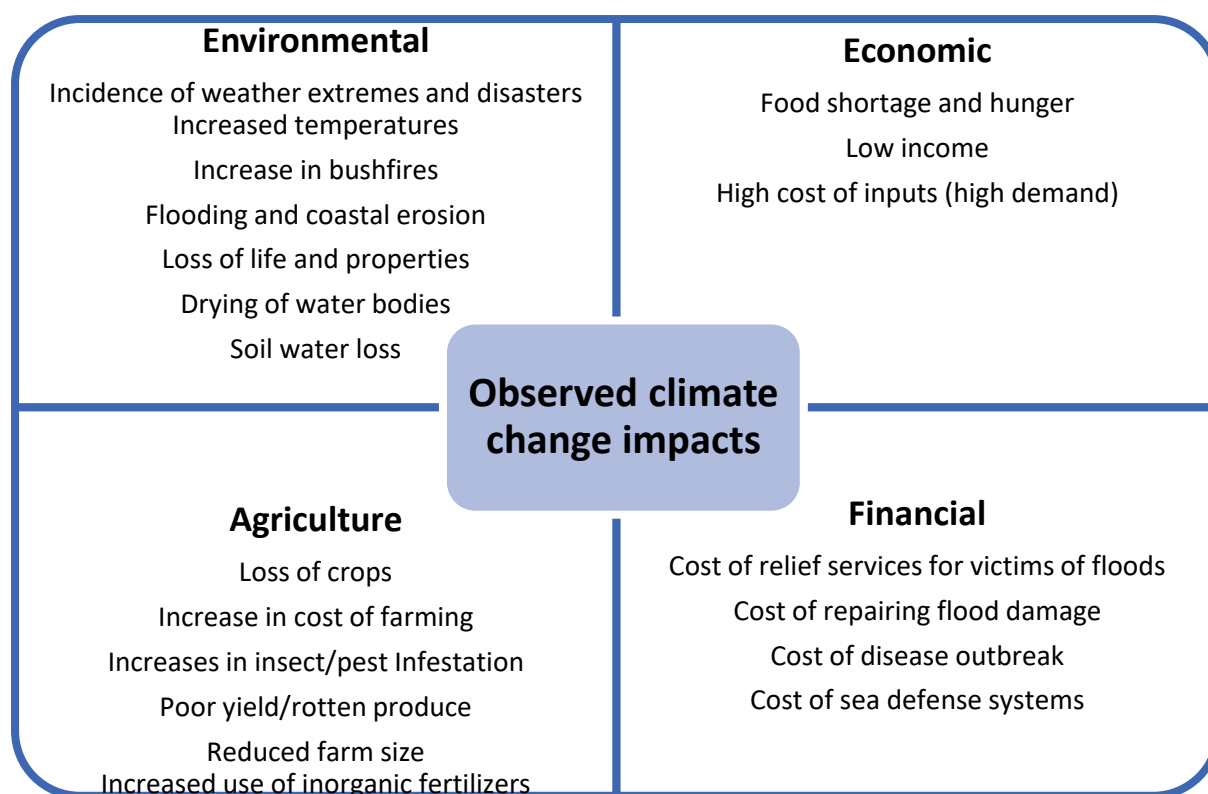 Environmental
Incidence of weather extremes and disasters
Increased temperatures
Increase in bushfires
Flooding and coastal erosion
Loss of life and properties
Drying of water bodies
Soil water loss
Economic
Food shortage and hunger
Low income
High cost of inputs (high demand)
Observed climate
change impacts
Agriculture
Loss of crops
Increase in cost of farming
Increases in insect/pest Infestation
Poor yield/rotten produce
Reduced farm size
Increased use of inorganic fertilizers
Financial
Cost of relief services for victims of floods
Cost of repairing flood damage
Cost of disease outbreak
Cost of sea defense systems